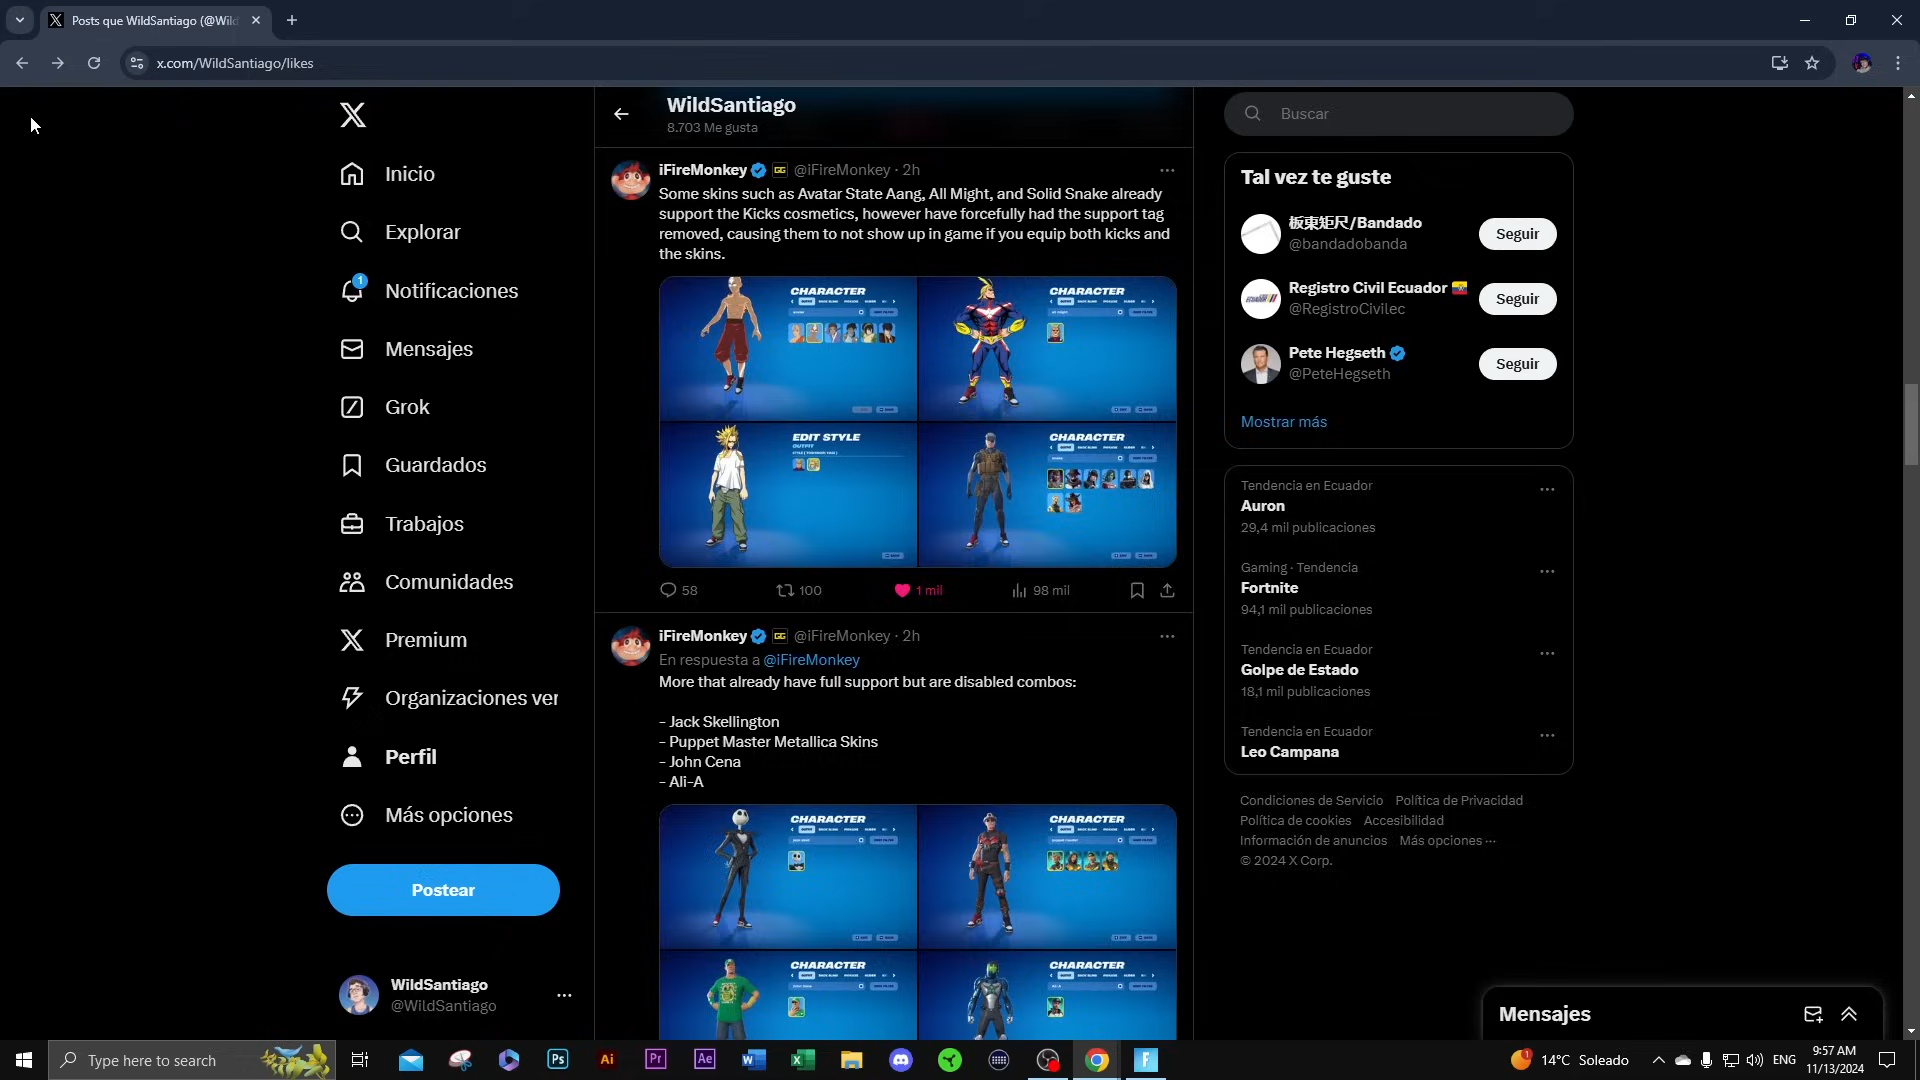 Posts que WildSantiago (@Wild
x.com/WildSantiago/likes
Inicio
Explorar
1
Notificaciones
Mensajes
Grok
Guardados
Trabajos
Comunidades
Premium
Organizaciones ver
Perfil
Más opciones
Postear
WildSantiago
@WildSantiago
WildSantiago
8.703 Me gusta
iFireMonkey @iFireMonkey · 2h
Some skins such as Avatar State Aang, All Might, and Solid Snake already
support the Kicks cosmetics, however have forcefully had the support tag
removed, causing them to not show up in game if you equip both kicks and
the skins.
CHARACTER
CHARACTER
EDIT STYLE
OUTFIT
CHARACTER
58
100
1 mil
98 mil
iFireMonkey @iFireMonkey · 2h
En respuesta a @iFireMonkey
More that already have full support but are disabled combos:
- Jack Skellington
- Puppet Master Metallica Skins
- John Cena
- Ali-A
CHARACTER
CHARACTER
CHARACTER
CHARACTER
Buscar
Tal vez te guste
板東矩尺/Bandado
@bandadobanda
Seguir
Registro Civil Ecuador
@RegistroCivilec
Seguir
Pete Hegseth
@PeteHegseth
Seguir
Mostrar más
Tendencia en Ecuador
Auron
29,4 mil publicaciones
Gaming · Tendencia
Fortnite
94,1 mil publicaciones
Tendencia en Ecuador
Golpe de Estado
18,1 mil publicaciones
Tendencia en Ecuador
Leo Campana
Condiciones de Servicio Política de Privacidad
Política de cookies Accesibilidad
Información de anuncios Más opciones ···
© 2024 X Corp.
Mensajes
Type here to search
Ps
Ai
Pr
Ae
14°C Soleado
ENG
9:57 AM
11/13/2024